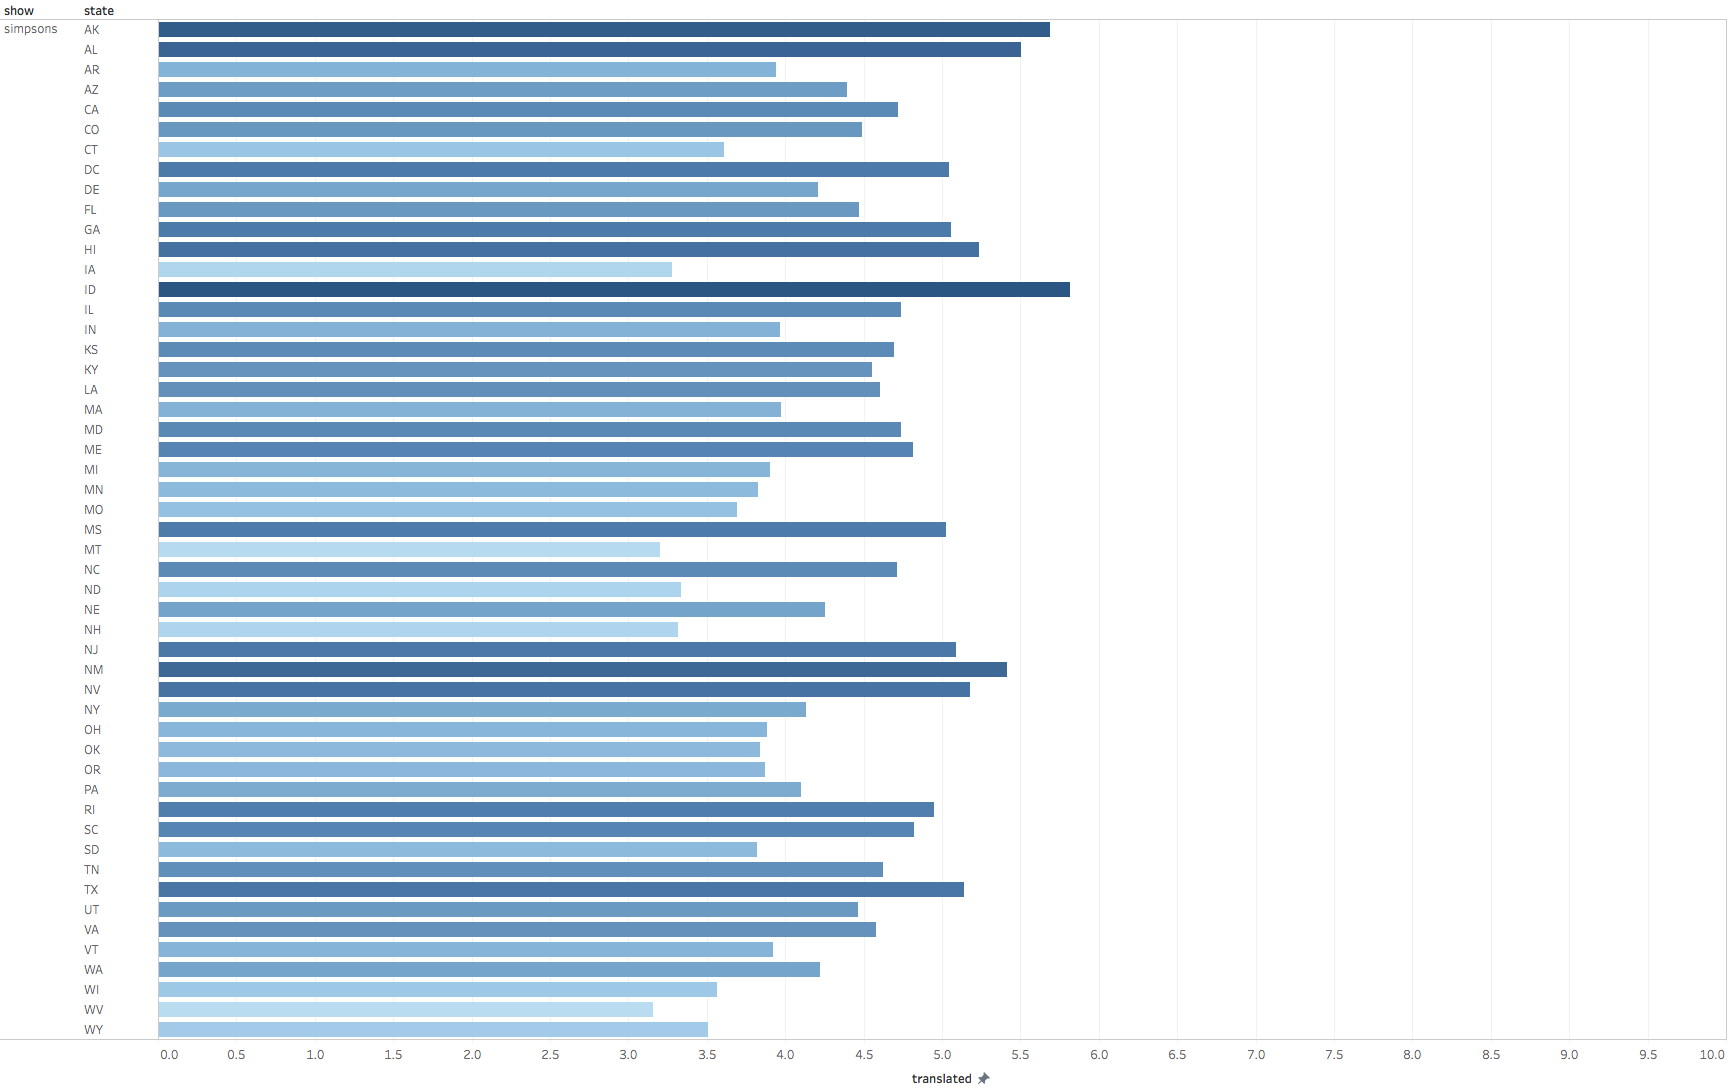 show state
simpsons AK
AL
AR
AZ
CA
CO
CT
DC
DE
FL
GA
HI
IA
ID
IL
IN
KS
KY
LA
MA
MD
ME
MI
MN
MO
MS
MT
NC
ND
NE
NH
NJ
NM
NV
NY
OH
OK
OR
PA
RI
SC
SD
TN
TX
UT
VA
VT
WA
WI
WV
WY
0.0 0.5 1.0 1.5 2.0 2.5 3.0 3.5 4.0 4.5 5.0 5.5 6.0 6.5 7.0 7.5 8.0 8.5 9.0 9.5 10.0
translated